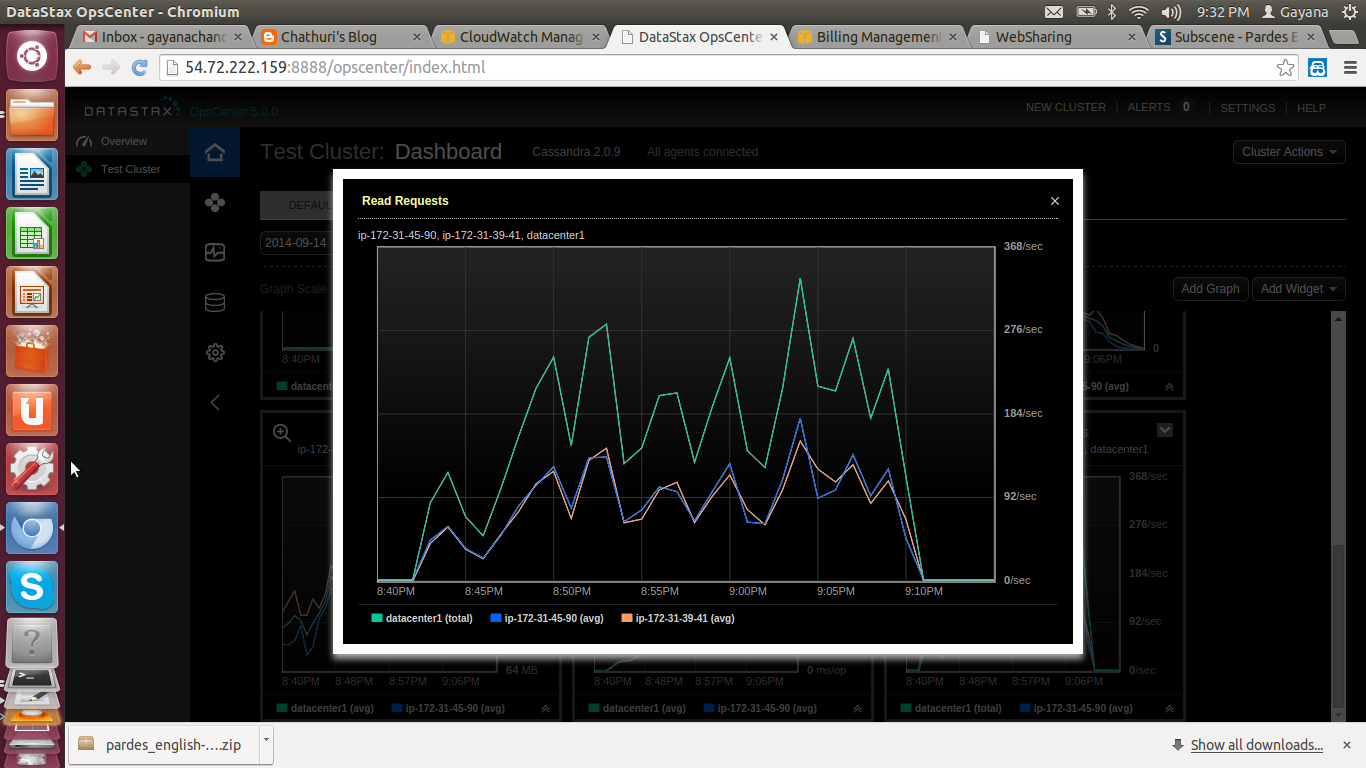 DataStax OpsCenter - Chromium
9:32 PM Gayana
Inbox - gayanachand
Chathuri's Blog
CloudWatch Manag
DataStax OpsCente
Billing Management
WebSharing
Subscene - Pardes E
54.72.222.159:8888/opscenter/index.html
DATASTAX OpsCenter 5.0.0
NEW CLUSTER | ALERTS 0 | SETTINGS | HELP
Overview
Test Cluster
Test Cluster: Dashboard Cassandra 2.0.9 All agents connected
Cluster Actions
DEFAU
2014-09-14
Graph Scale
Add Graph
Add Widget
Read Requests
ip-172-31-45-90, ip-172-31-39-41, datacenter1
368/sec
276/sec
184/sec
92/sec
0/sec
8:40PM 8:45PM 8:50PM 8:55PM 9:00PM 9:05PM 9:10PM
datacenter1 (total) ip-172-31-45-90 (avg) ip-172-31-39-41 (avg)
8:40PM
datacent
0
9:06PM
-90 (avg)
ip-172-
, datacenter1
368/sec
276/sec
184/sec
92/sec
0/sec
64 MB
0 ms/op
8:40PM 8:48PM 8:57PM 9:06PM
8:40PM 8:48PM 8:57PM 9:06PM
8:40PM 8:48PM 8:57PM 9:06PM
datacenter1 (avg) ip-172-31-45-90 (avg)
datacenter1 (avg) ip-172-31-45-90 (avg)
datacenter1 (total) ip-172-31-45-90 (avg)
pardes_english-....zip
Show all downloads...